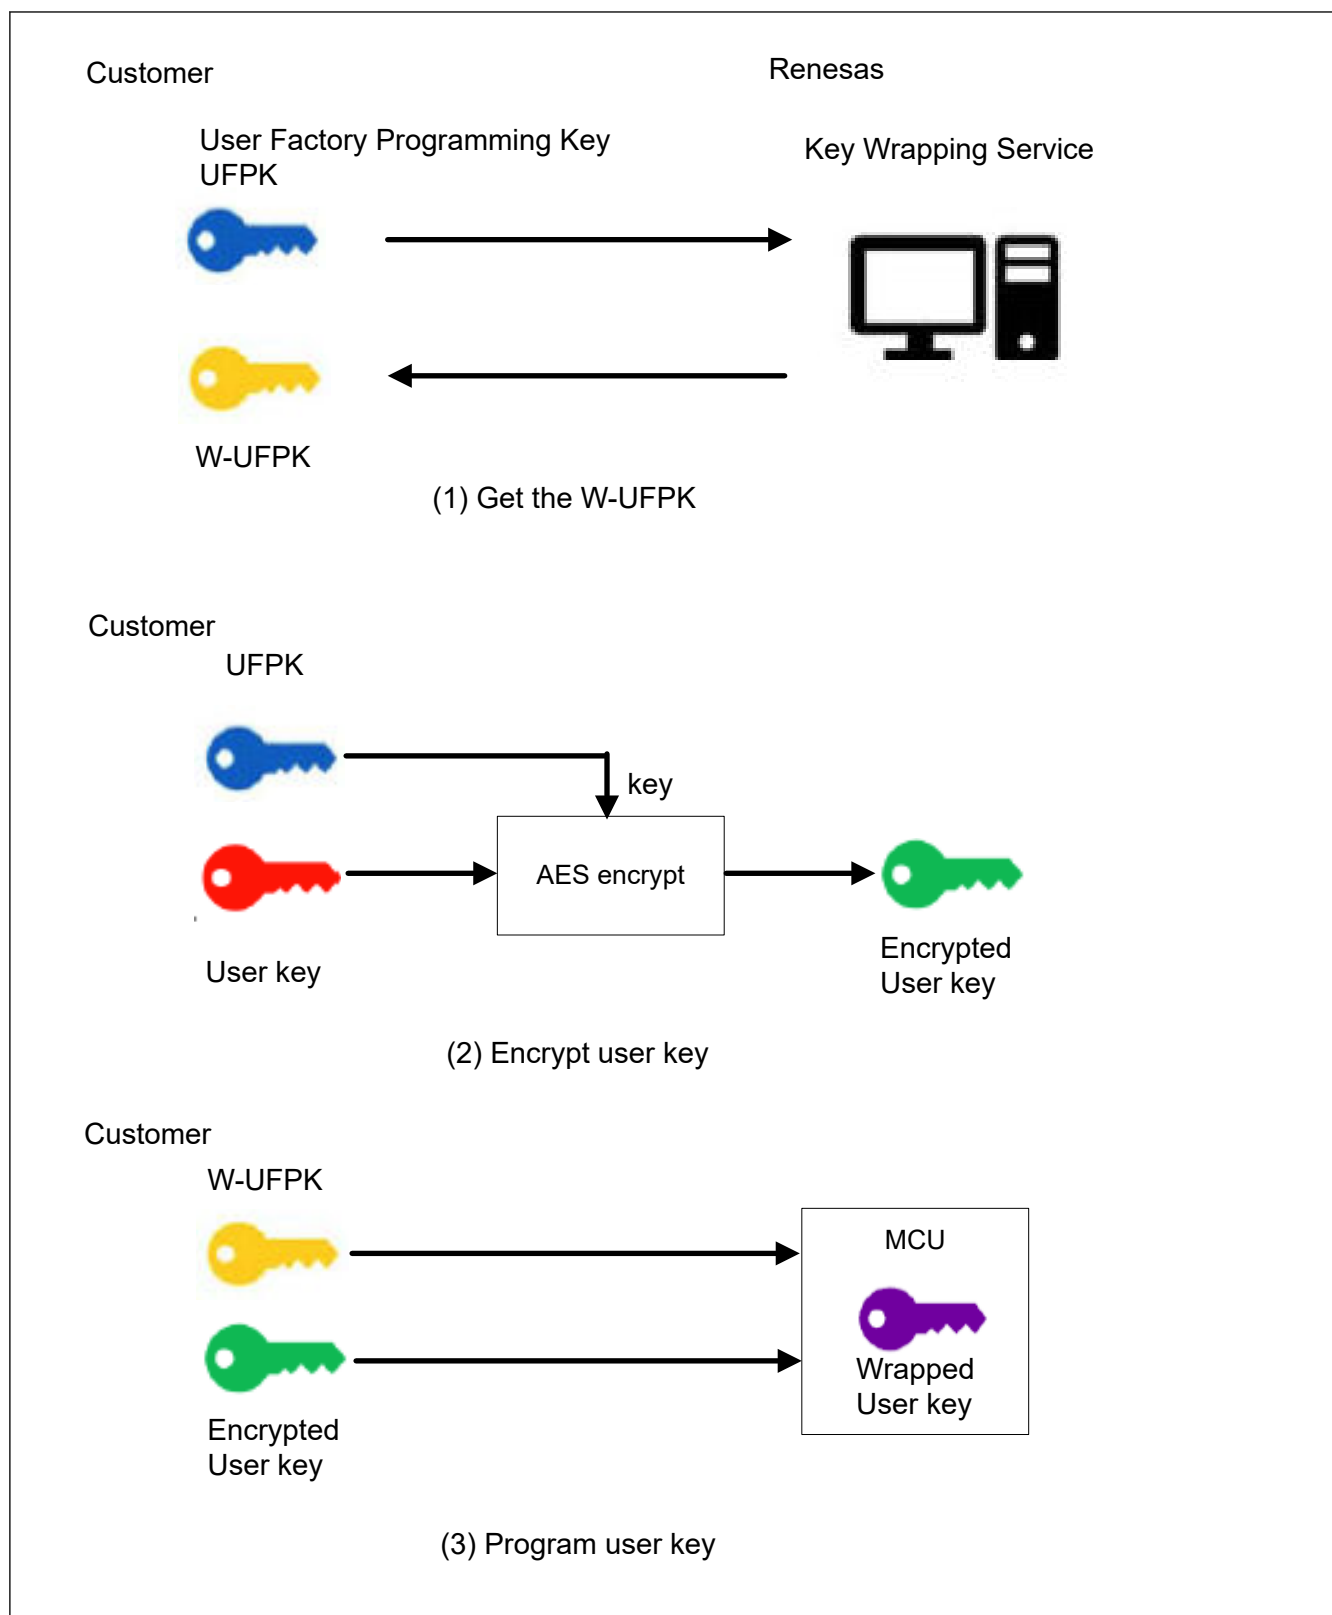 Customer
Renesas
User Factory Programming Key
UFPK
Key Wrapping Service
W-UFPK
(1) Get the W-UFPK
Customer
UFPK
key
AES encrypt
User key
Encrypted
User key
(2) Encrypt user key
Customer
W-UFPK
MCU
Wrapped
User key
Encrypted
User key
(3) Program user key